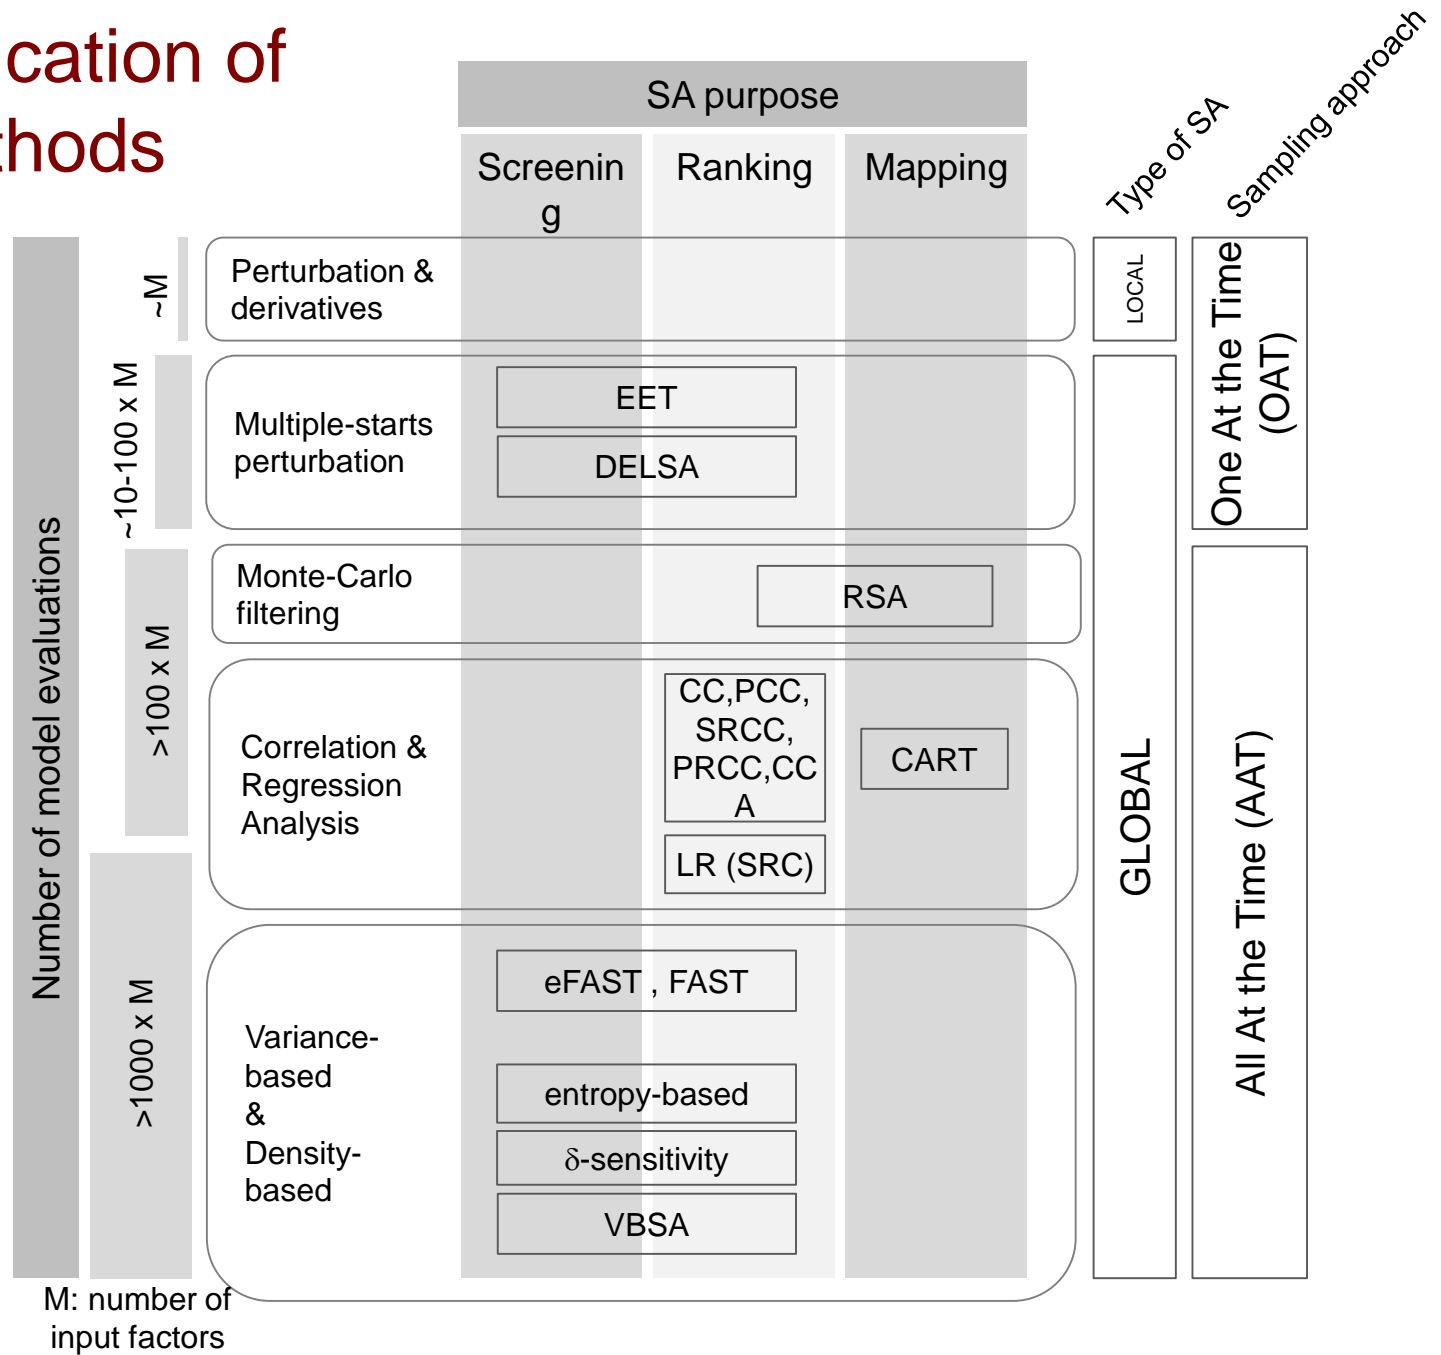 cation of
thods
SA purpose
Screenin
g
Ranking
Mapping
Type of SA
Sampling approach
Number of model evaluations
~M
~10-100 x M
>100 x M
>1000 x M
Perturbation &
derivatives
Multiple-starts
perturbation
EET
DELSA
Monte-Carlo
filtering
RSA
Correlation &
Regression
Analysis
CC,PCC,
SRCC,
PRCC,CC
A
LR (SRC)
CART
Variance-
based
&
Density-
based
eFAST , FAST
entropy-based
δ-sensitivity
VBSA
LOCAL
GLOBAL
One At the Time
(OAT)
All At the Time (AAT)
M: number of
input factors